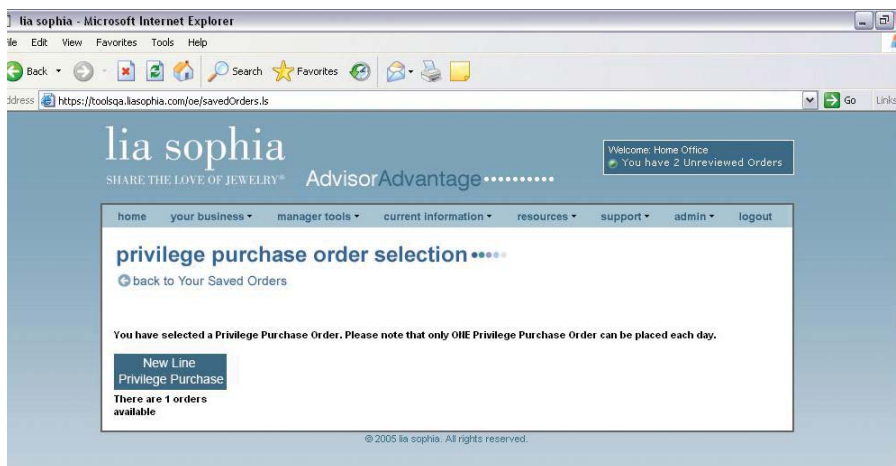 lia sophia - Microsoft Internet Explorer
File Edit View Favorites Tools Help
Back Search Favorites
Address https://toolsqa.liasophia.com/oe/savedOrders.ls Go Links
lia sophia
SHARE THE LOVE OF JEWELRY®
AdvisorAdvantage
Welcome: Home Office
You have 2 Unreviewed Orders
home your business manager tools current information resources support admin logout
privilege purchase order selection
back to Your Saved Orders
You have selected a Privilege Purchase Order. Please note that only ONE Privilege Purchase Order can be placed each day.
New Line
Privilege Purchase
There are 1 orders
available
© 2005 lia sophia. All rights reserved.